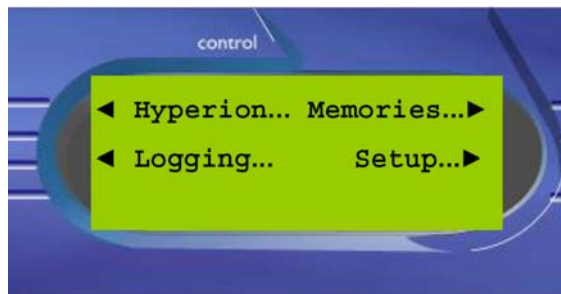 control
◄ Hyperion... Memories...►
◄ Logging... Setup...►